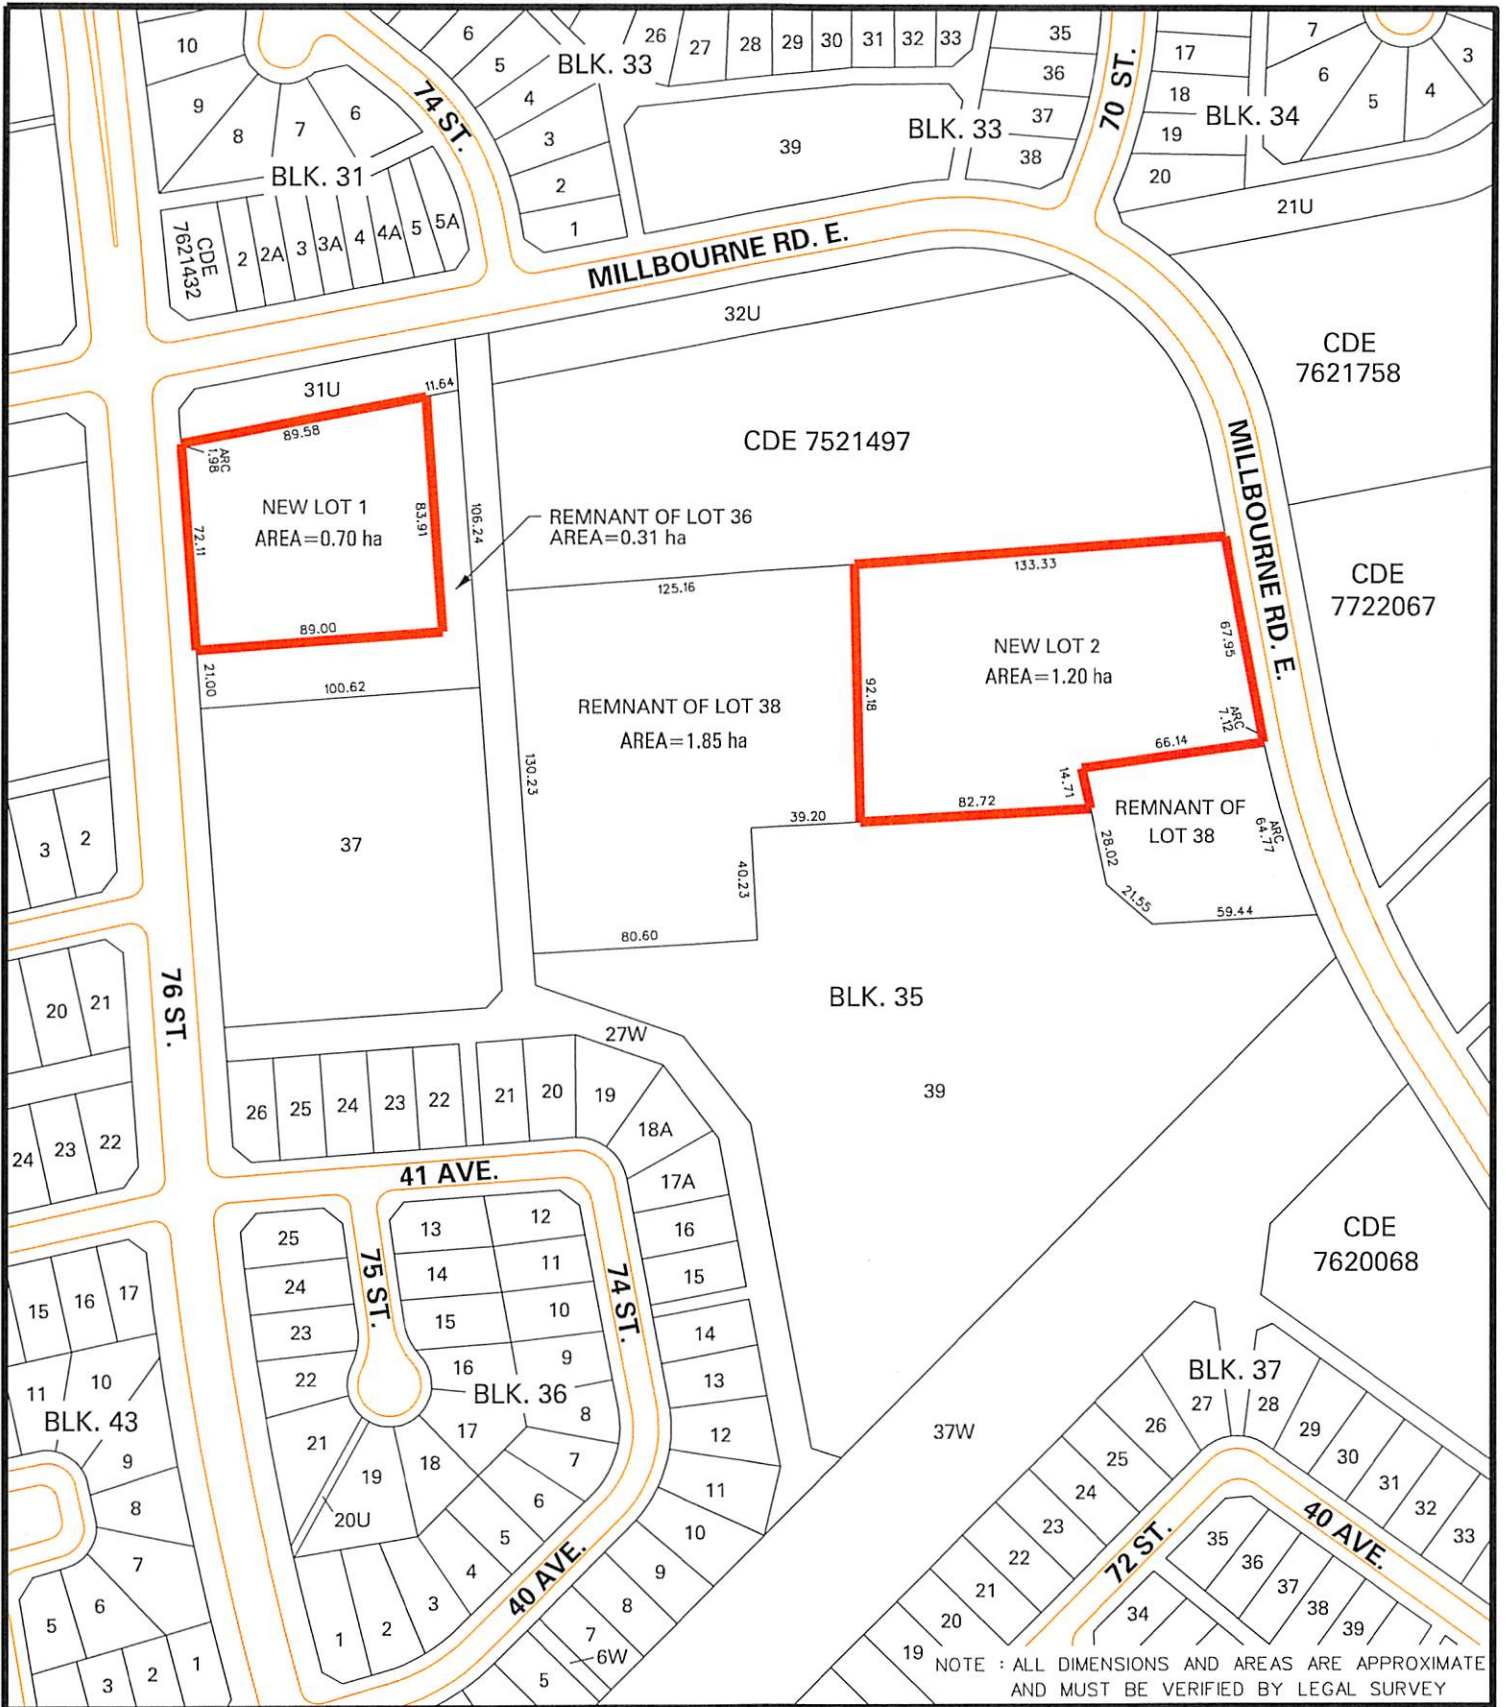 10
9
8
7
6
BLK. 31
74 ST.
6
5
4
3
2
1
BLK. 33
26
27
28
29
30
31
32
33
39
BLK. 33
35
36
37
38
70 ST.
17
18
19
20
BLK. 34
7
6
5
4
3
21U
CDE
7621432
2
2A
3
3A
4
4A
5
5A
MILLBOURNE RD. E.
32U
31U
11.64
89.58
ARC
1.98
NEW LOT 1
AREA=0.70 ha
72.11
83.91
106.24
89.00
21.00
100.62
REMNANT OF LOT 36
AREA=0.31 ha
CDE 7521497
CDE
7621758
MILLBOURNE RD. E.
CDE
7722067
125.16
133.33
NEW LOT 2
AREA=1.20 ha
67.95
92.18
ARC
7.12
66.14
14.71
82.72
REMNANT OF LOT 38
AREA=1.85 ha
130.23
39.20
40.23
80.60
REMNANT OF
LOT 38
ARC
64.77
28.02
21.55
59.44
37
3
2
20
21
76 ST.
24
23
22
BLK. 35
39
27W
26
25
24
23
22
21
20
19
18A
17A
16
15
14
13
12
11
10
9
8
7
6W
5
41 AVE.
75 ST.
74 ST.
25
24
23
22
21
20U
19
18
17
16
15
14
13
12
11
10
9
8
7
6
5
4
3
2
1
BLK. 36
40 AVE.
15
16
17
11
10
BLK. 43
9
8
7
6
5
3
2
1
CDE
7620068
37W
BLK. 37
27
28
29
30
31
32
33
26
25
24
23
22
21
20
19
72 ST.
40 AVE.
35
36
37
38
39
34
NOTE : ALL DIMENSIONS AND AREAS ARE APPROXIMATE
AND MUST BE VERIFIED BY LEGAL SURVEY